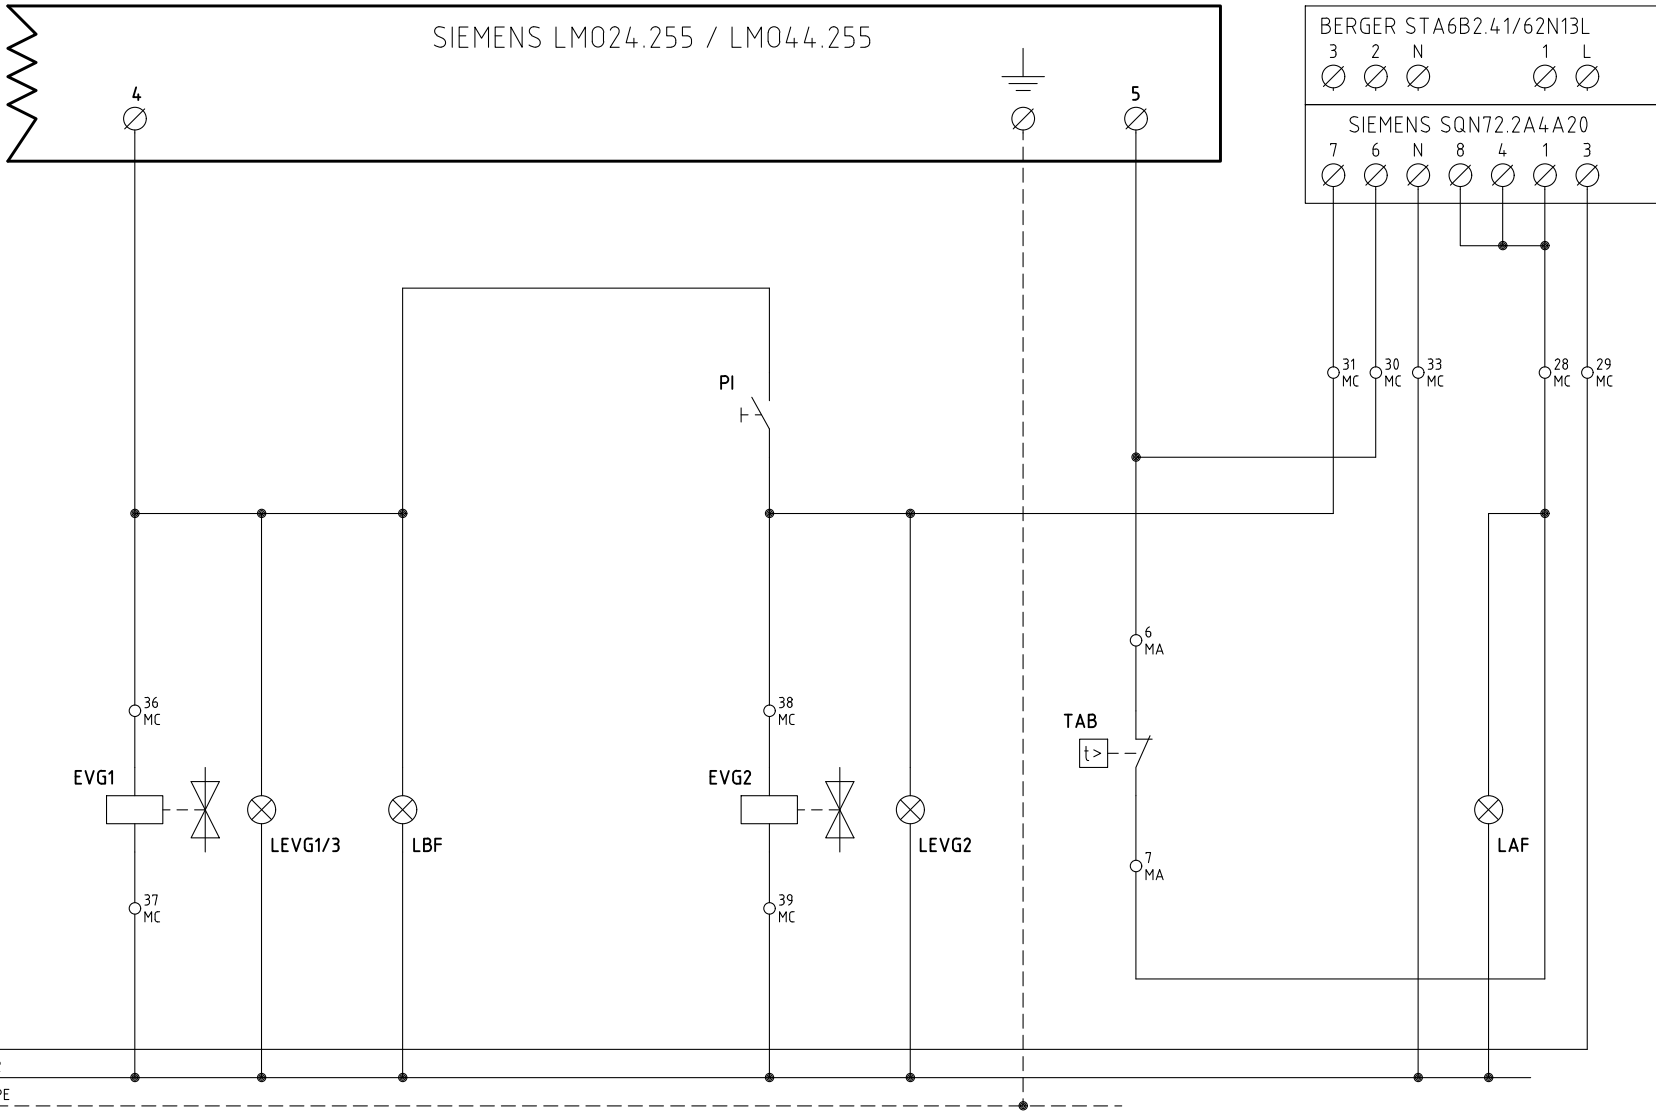 SIEMENS LMO24.255 / LMO44.255
BERGER STA6B2.41/62N13L
3 2 N 1 L
4
5
SIEMENS SQN72.2A4A20
7 6 N 8 4 1 3
31 MC
30 MC
33 MC
28 MC
29 MC
PI
6 MA
36 MC
38 MC
TAB
t>
EVG1
EVG2
LEVG1/3
LBF
LEVG2
LAF
7 MA
37 MC
39 MC
PE